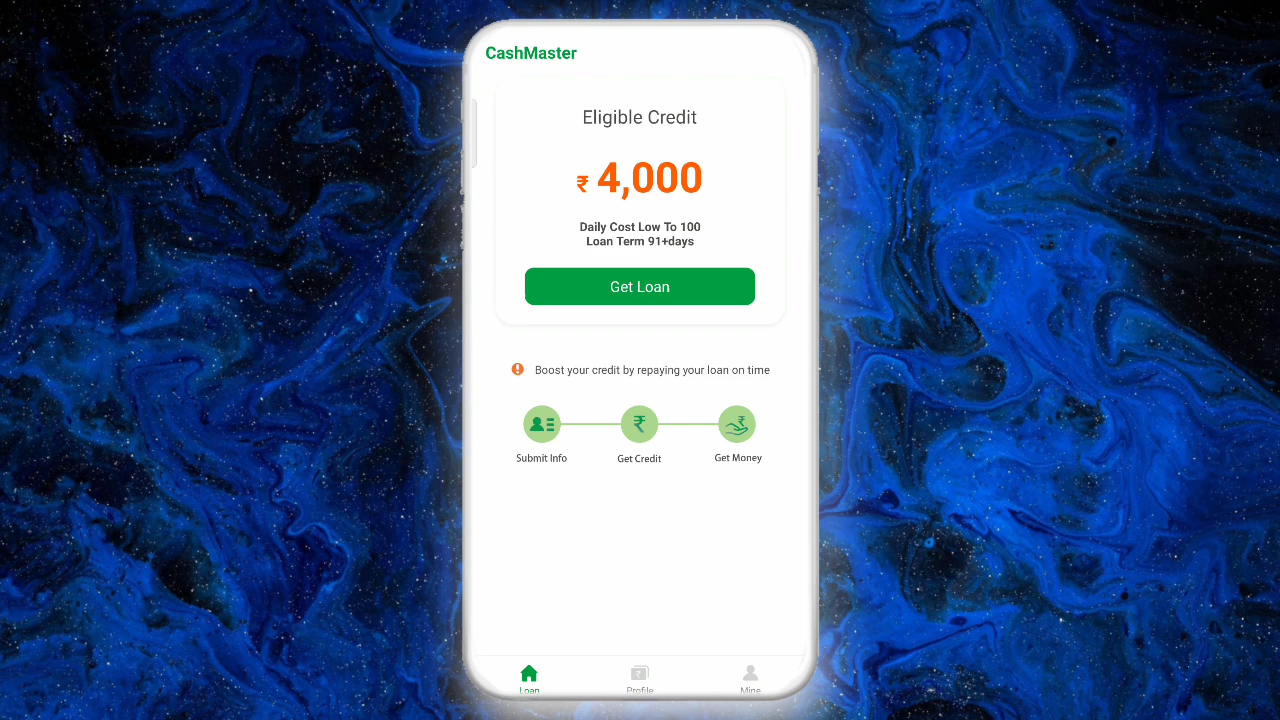 CashMaster
Eligible Credit
₹ 4,000
Daily Cost Low To 100
Loan Term 91+days
Get Loan
Boost your credit by repaying your loan on time
Submit Info
Get Credit
Get Money
Loan
Profile
Mine